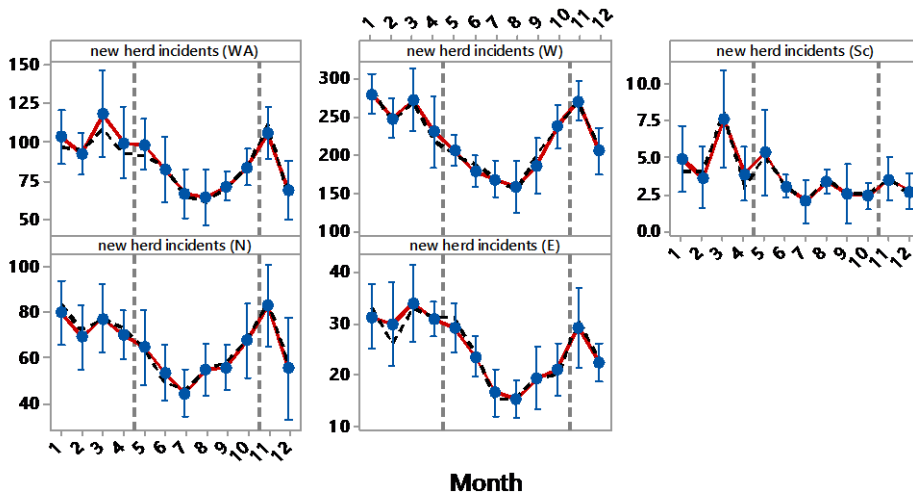 1 2 3 4 5 6 7 8 9 10 11 12
new herd incidents (WA)
new herd incidents (W)
new herd incidents (Sc)
150
125
100
75
50
300
250
200
150
100
10.0
7.5
5.0
2.5
0.0
1 2 3 4 5 6 7 8 9 10 11 12
new herd incidents (N)
new herd incidents (E)
100
80
60
40
40
30
20
10
1 2 3 4 5 6 7 8 9 10 11 12
1 2 3 4 5 6 7 8 9 10 11 12
Month